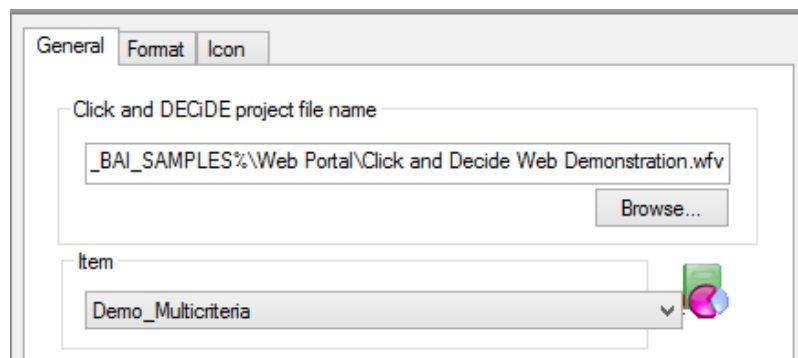 General Format Icon
Click and DECiDE project file name
_BAI_SAMPLES%\Web Portal\Click and Decide Web Demonstration.wfv
Browse...
Item
Demo_Multicriteria